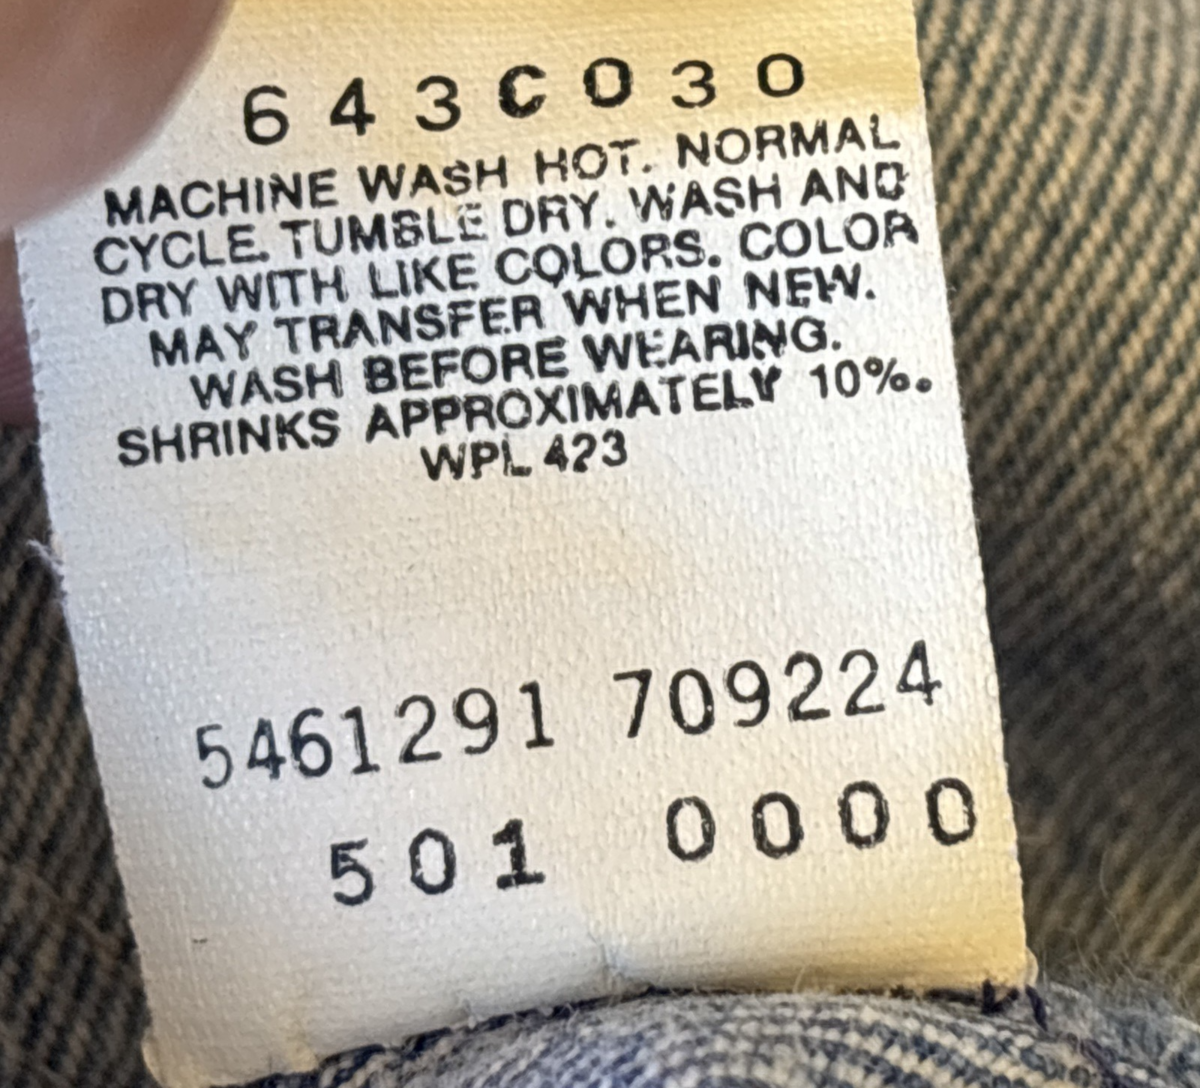 643C030
MACHINE WASH HOT. NORMAL
CYCLE. TUMBLE DRY. WASH AND
DRY WITH LIKE COLORS. COLOR
MAY TRANSFER WHEN NEW.
WASH BEFORE WEARING.
SHRINKS APPROXIMATELY 10%.
WPL 423
5461291 709224
501 0000